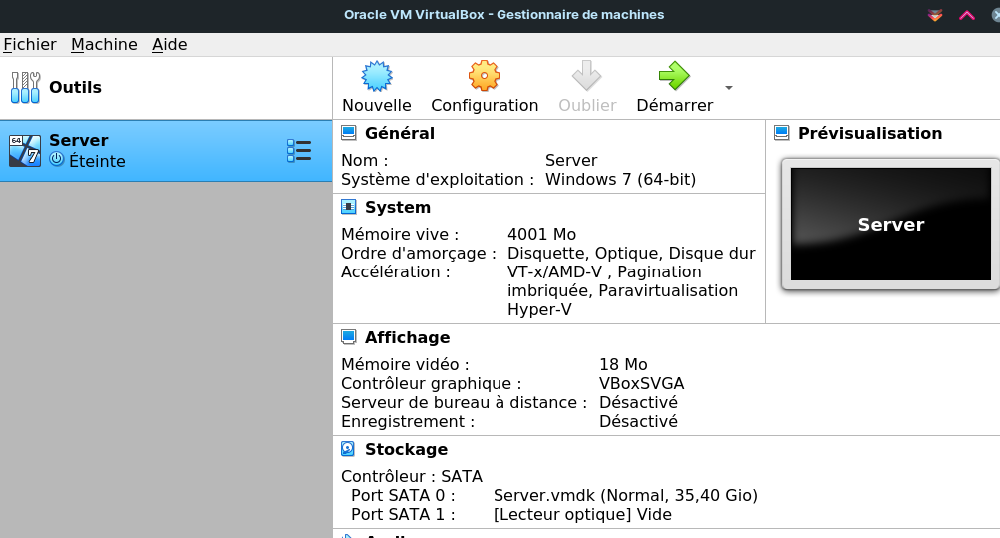 Oracle VM VirtualBox - Gestionnaire de machines
Fichier Machine Aide
Outils
Nouvelle Configuration Oublier Démarrer
64
7
Server
Éteinte
Général
Nom : Server
Système d'exploitation : Windows 7 (64-bit)
Prévisualisation
Server
System
Mémoire vive : 4001 Mo
Ordre d'amorçage : Disquette, Optique, Disque dur
Accélération : VT-x/AMD-V , Pagination
imbriquée, Paravirtualisation
Hyper-V
Affichage
Mémoire vidéo : 18 Mo
Contrôleur graphique : VBoxSVGA
Serveur de bureau à distance : Désactivé
Enregistrement : Désactivé
Stockage
Contrôleur : SATA
Port SATA 0 : Server.vmdk (Normal, 35,40 Gio)
Port SATA 1 : [Lecteur optique] Vide